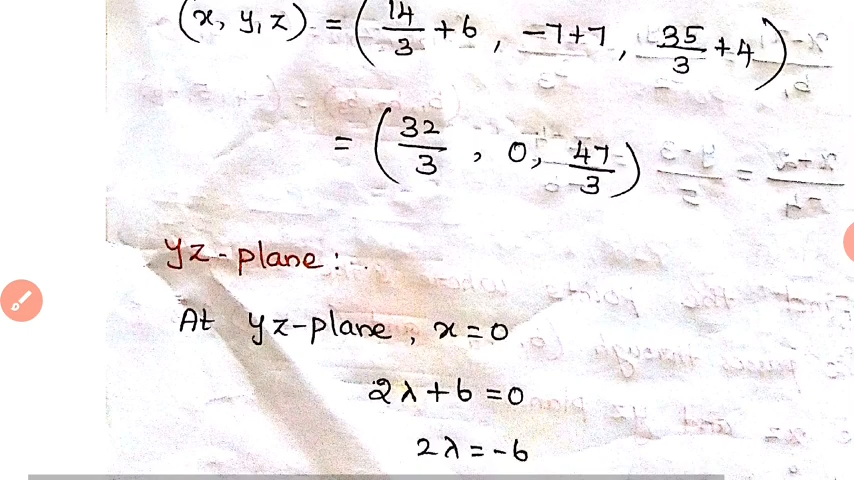 (x, y, z) = (14/3 + 6, -7+7, 35/3 + 4)
= (32/3, 0, 47/3)
yz-plane:
At yz-plane, x=0
2λ+6=0
2λ=-6